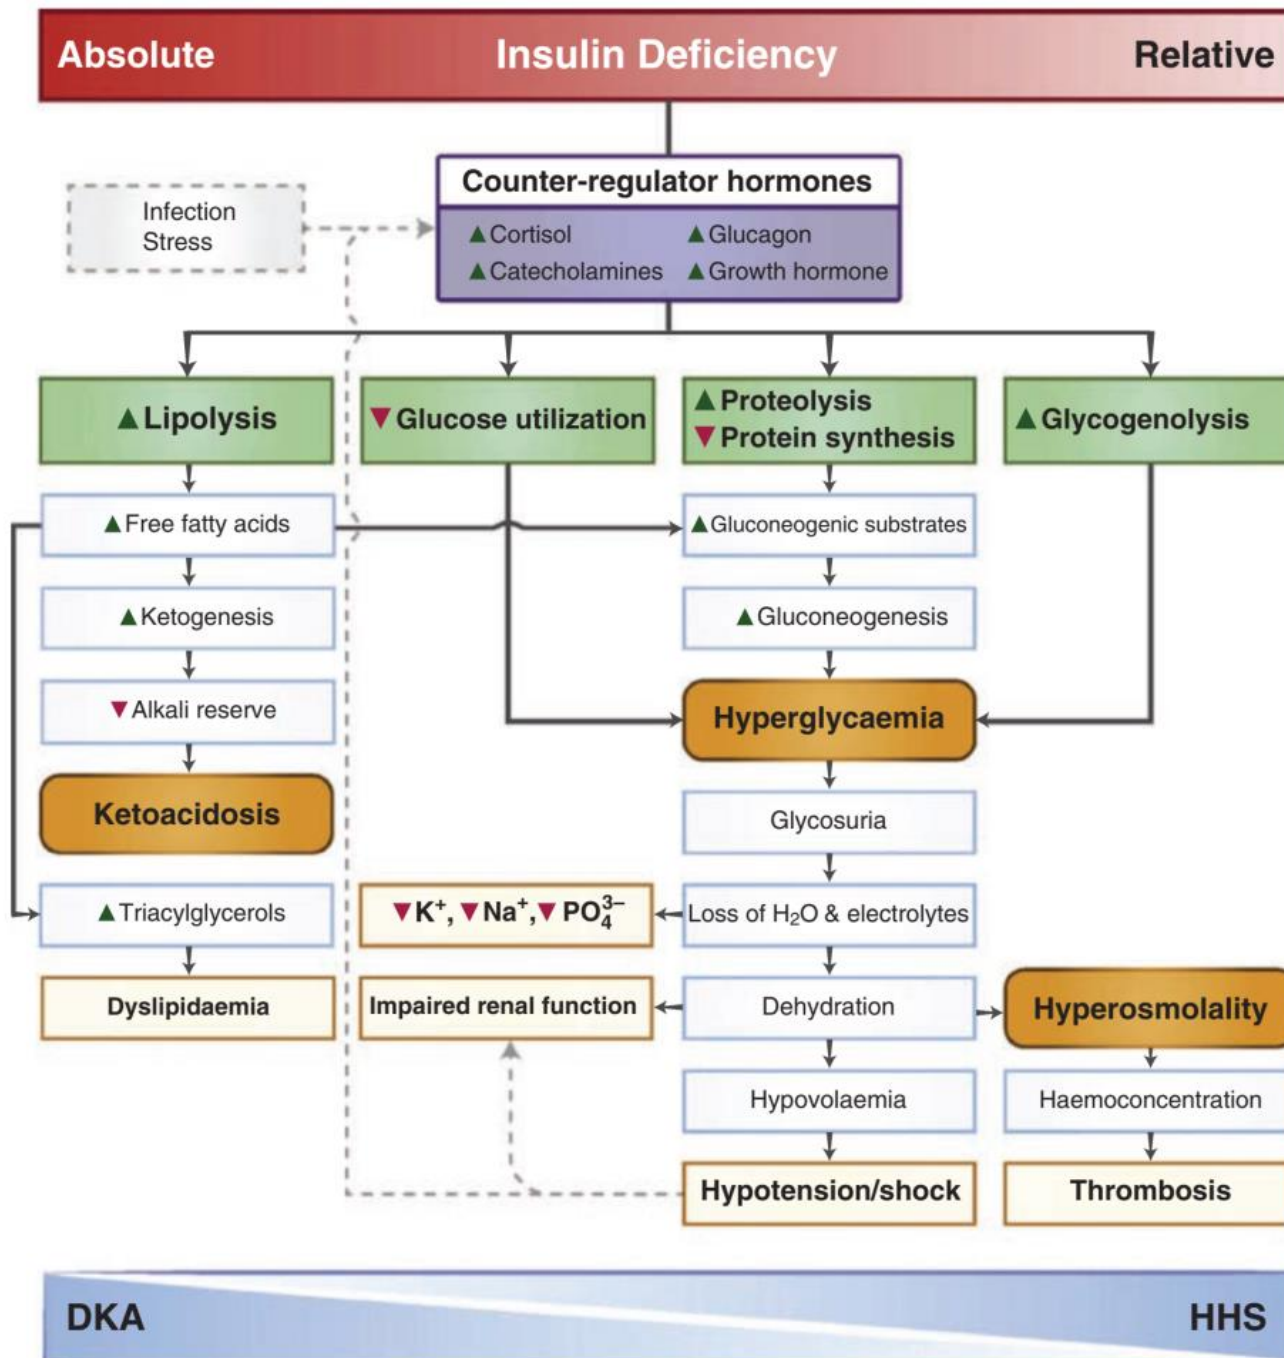 Absolute Insulin Deficiency Relative
Counter-regulator hormones
Infection
Stress
▲Cortisol ▲Glucagon
▲Catecholamines ▲Growth hormone
▲Lipolysis
▼Glucose utilization
▲Proteolysis
▼Protein synthesis
▲Glycogenolysis
▲Free fatty acids
▲Gluconeogenic substrates
▲Ketogenesis
▲Gluconeogenesis
▼Alkali reserve
Hyperglycaemia
Ketoacidosis
Glycosuria
▲Triacylglycerols
▼K⁺, ▼Na⁺, ▼PO₄³⁻
Loss of H₂O & electrolytes
Dyslipidaemia
Impaired renal function
Dehydration
Hyperosmolality
Hypovolaemia
Haemoconcentration
Hypotension/shock
Thrombosis
DKA HHS